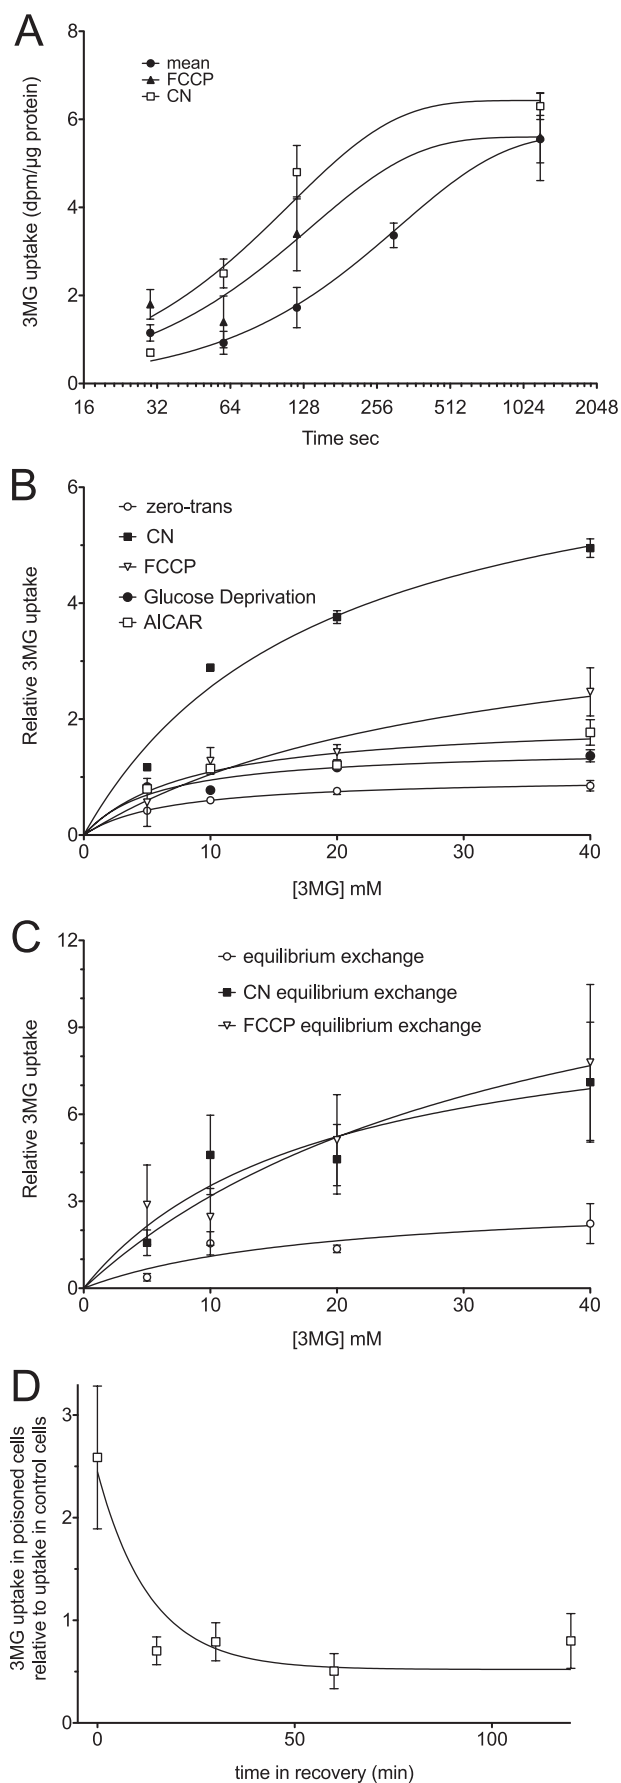 A
8
6
4
2
0
3MG uptake (dpm/µg protein)
mean
FCCP
CN
16
32
64
128
256
512
1024
2048
Time sec
B
6
4
2
0
Relative 3MG uptake
zero-trans
CN
FCCP
Glucose Deprivation
AICAR
0
10
20
30
40
[3MG] mM
C
12
9
6
3
0
Relative 3MG uptake
equilibrium exchange
CN equilibrium exchange
FCCP equilibrium exchange
0
10
20
30
40
[3MG] mM
D
3
2
1
0
3MG uptake in poisoned cells
relative to uptake in control cells
0
50
100
time in recovery (min)